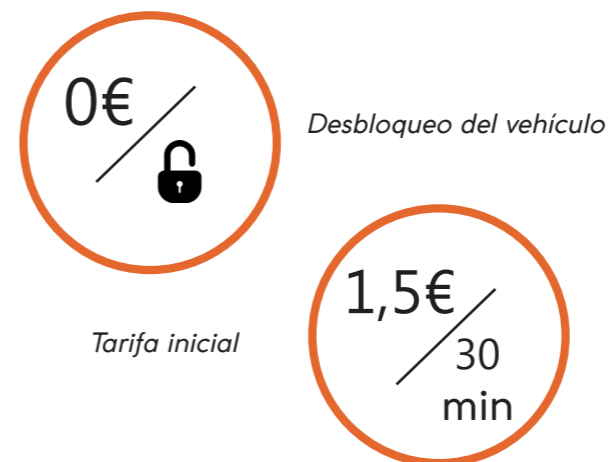 0€
Desbloqueo del vehículo
1,5€
Tarifa inicial
30
min